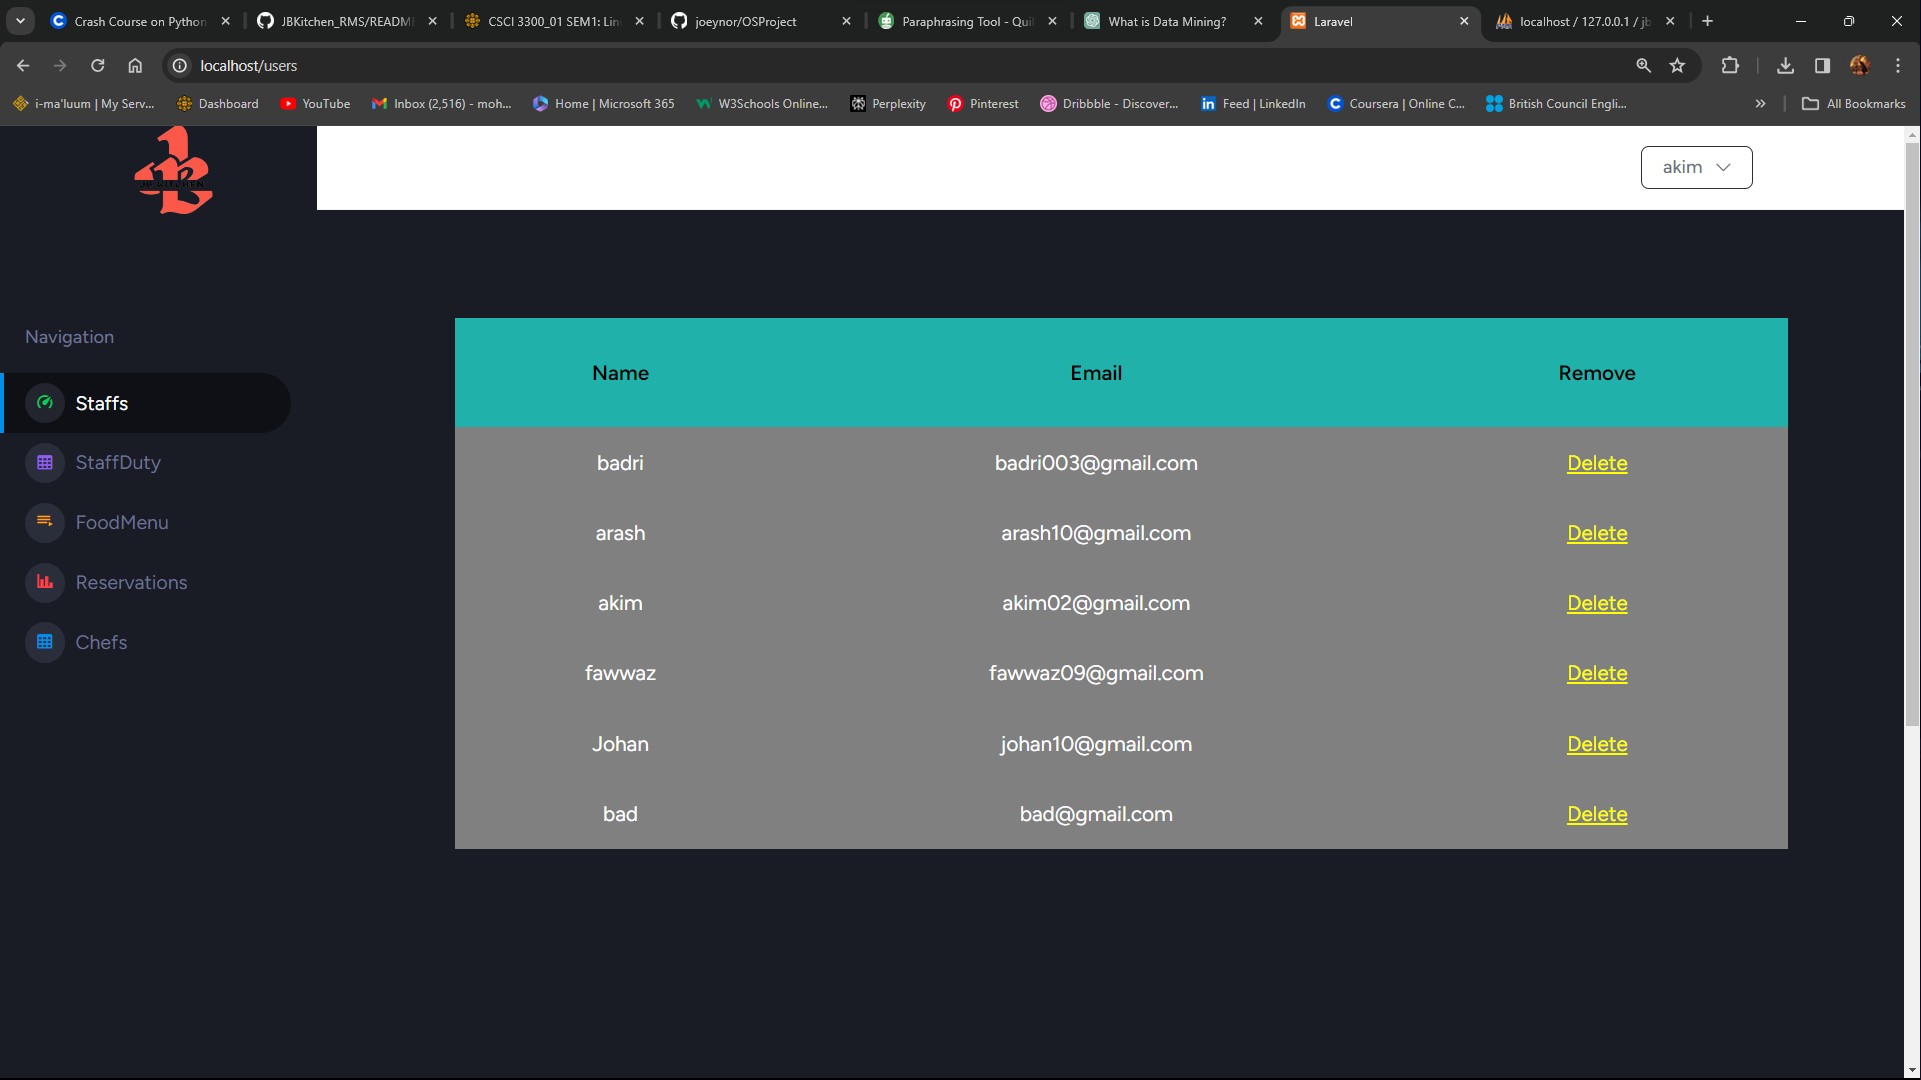 Crash Course on Python
JBKitchen_RMS/README
CSCI 3300_01 SEM1: Lin
joeynor/OSProject
Paraphrasing Tool - Quil
What is Data Mining?
Laravel
localhost / 127.0.0.1 / jb
localhost/users
i-ma'luum | My Serv...
Dashboard
YouTube
Inbox (2,516) - moh...
Home | Microsoft 365
W3Schools Online...
Perplexity
Pinterest
Dribbble - Discover...
Feed | LinkedIn
Coursera | Online C...
British Council Engli...
All Bookmarks
JB KITCHEN
akim
Navigation
Staffs
StaffDuty
FoodMenu
Reservations
Chefs
Name Email Remove
badri badri003@gmail.com Delete
arash arash10@gmail.com Delete
akim akim02@gmail.com Delete
fawwaz fawwaz09@gmail.com Delete
Johan johan10@gmail.com Delete
bad bad@gmail.com Delete